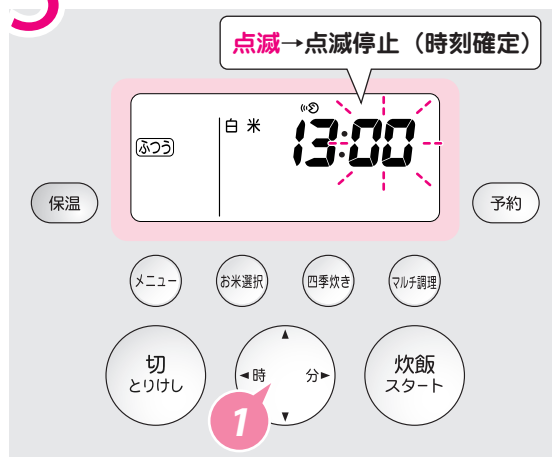 点滅→点滅停止（時刻確定）
白米
ふつう
13:00
保温
予約
メニュー
お米選択
四季炊き
マルチ調理
切
とりけし
◄時 分►
▲
▼
炊飯
スタート
1